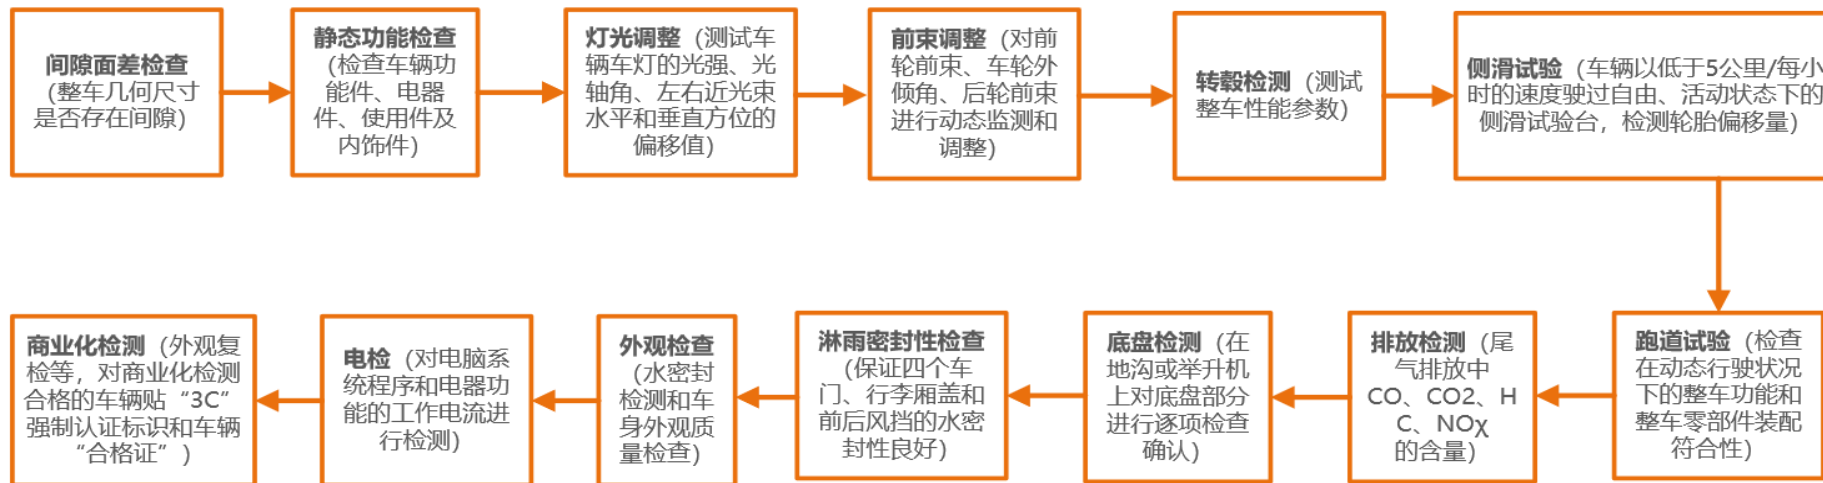 间隙面差检查
（整车几何尺寸
是否存在间隙）
静态功能检查
（检查车辆功
能件、电器
件、使用件及
内饰件）
灯光调整（测试车
辆车灯的光强、光
轴角、左右近光束
水平和垂直方位的
偏移值）
前束调整（对前
轮前束、车轮外
倾角、后轮前束
进行动态监测和
调整）
转毂检测（测试
整车性能参数）
侧滑试验（车辆以低于5公里/每小
时的速度驶过自由、活动状态下的
侧滑试验台，检测轮胎偏移量）
跑道试验（检查
在动态行驶状况
下的整车功能和
整车零部件装配
符合性）
排放检测（尾
气排放中
CO、CO2、H
C、NOχ
的含量）
底盘检测（在
地沟或举升机
上对底盘部分
进行逐项检查
确认）
淋雨密封性检查
（保证四个车
门、行李厢盖和
前后风挡的水密
封性良好）
外观检查
（水密封
检测和车
身外观质
量检查）
电检（对电脑系
统程序和电器功
能的工作电流进
行检测）
商业化检测（外观复
检等，对商业化检测
合格的车辆贴“3C”
强制认证标识和车辆
“合格证”）